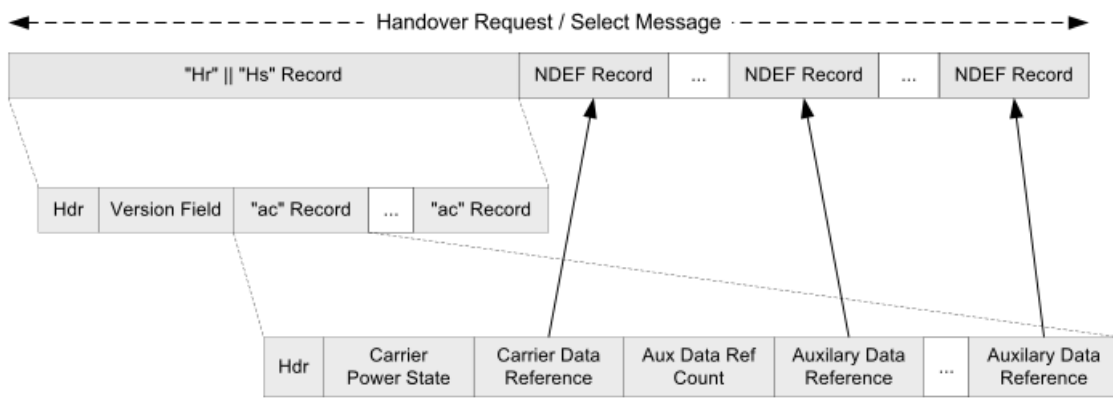 Handover Request / Select Message
"Hr" || "Hs" Record NDEF Record ... NDEF Record ... NDEF Record
Hdr Version Field "ac" Record ... "ac" Record
Hdr Carrier Power State Carrier Data Reference Aux Data Ref Count Auxilary Data Reference ... Auxilary Data Reference